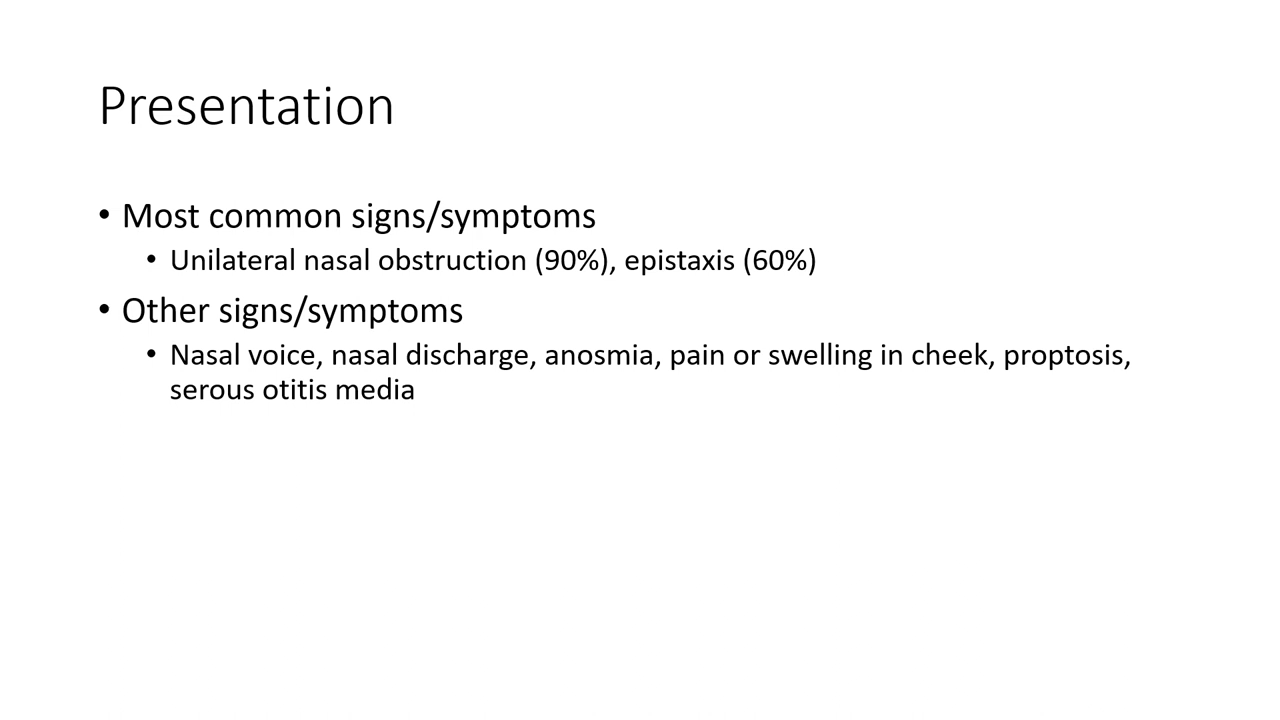 Presentation
• Most common signs/symptoms
• Unilateral nasal obstruction (90%), epistaxis (60%)
• Other signs/symptoms
• Nasal voice, nasal discharge, anosmia, pain or swelling in cheek, proptosis,
serous otitis media